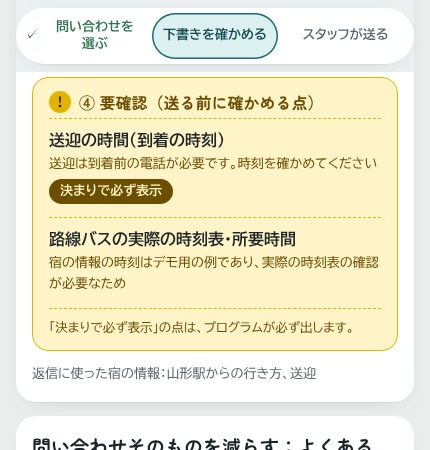 ✓ 問い合わせを
選ぶ
下書きを確かめる
スタッフが送る
! ④ 要確認（送る前に確かめる点）
送迎の時間（到着の時刻）
送迎は到着前の電話が必要です。時刻を確かめてください
決まりで必ず表示
路線バスの実際の時刻表・所要時間
宿の情報の時刻はデモ用の例であり、実際の時刻表の確認
が必要なため
「決まりで必ず表示」の点は、プログラムが必ず出します。
返信に使った宿の情報：山形駅からの行き方、送迎
問い合わせそのものを減らす：よくある